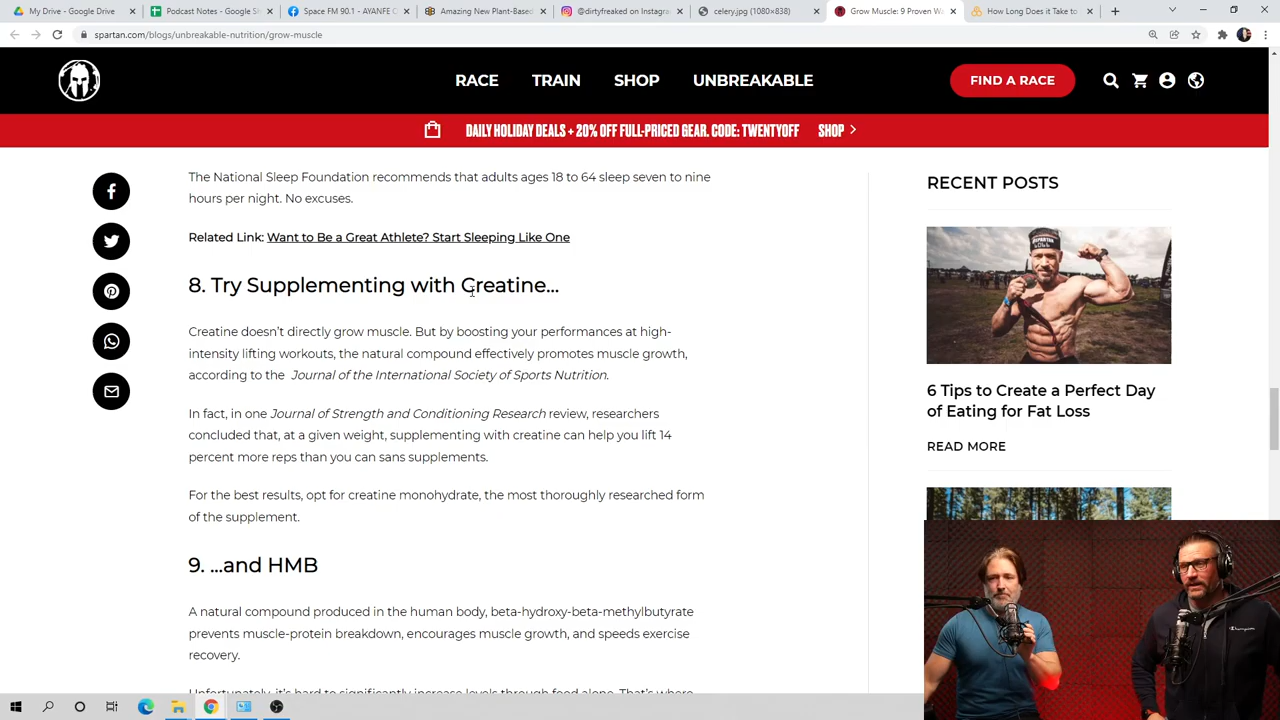 My Drive - Google Drive
Podcast Notes - Google Sh
Space FM 90.1 - AYANFE C
Amazing New Plant-Based
@dirtyfreaked on Instagram
celery.jpg (1080×838)
Grow Muscle: 9 Proven W
How Long Does it Take to
spartan.com/blogs/unbreakable-nutrition/grow-muscle
RACE
TRAIN
SHOP
UNBREAKABLE
FIND A RACE
DAILY HOLIDAY DEALS + 20% OFF FULL-PRICED GEAR. CODE: TWENTYOFF
SHOP
The National Sleep Foundation recommends that adults ages 18 to 64 sleep seven to nine
hours per night. No excuses.
Related Link: Want to Be a Great Athlete? Start Sleeping Like One
8. Try Supplementing with Creatine...
Creatine doesn't directly grow muscle. But by boosting your performances at high-
intensity lifting workouts, the natural compound effectively promotes muscle growth,
according to the Journal of the International Society of Sports Nutrition.
In fact, in one Journal of Strength and Conditioning Research review, researchers
concluded that, at a given weight, supplementing with creatine can help you lift 14
percent more reps than you can sans supplements.
For the best results, opt for creatine monohydrate, the most thoroughly researched form
of the supplement.
9. ...and HMB
A natural compound produced in the human body, beta-hydroxy-beta-methylbutyrate
prevents muscle-protein breakdown, encourages muscle growth, and speeds exercise
recovery.
Unfortunately, it's hard to significantly increase levels through food alone. That's where
RECENT POSTS
6 Tips to Create a Perfect Day
of Eating for Fat Loss
READ MORE
Champion